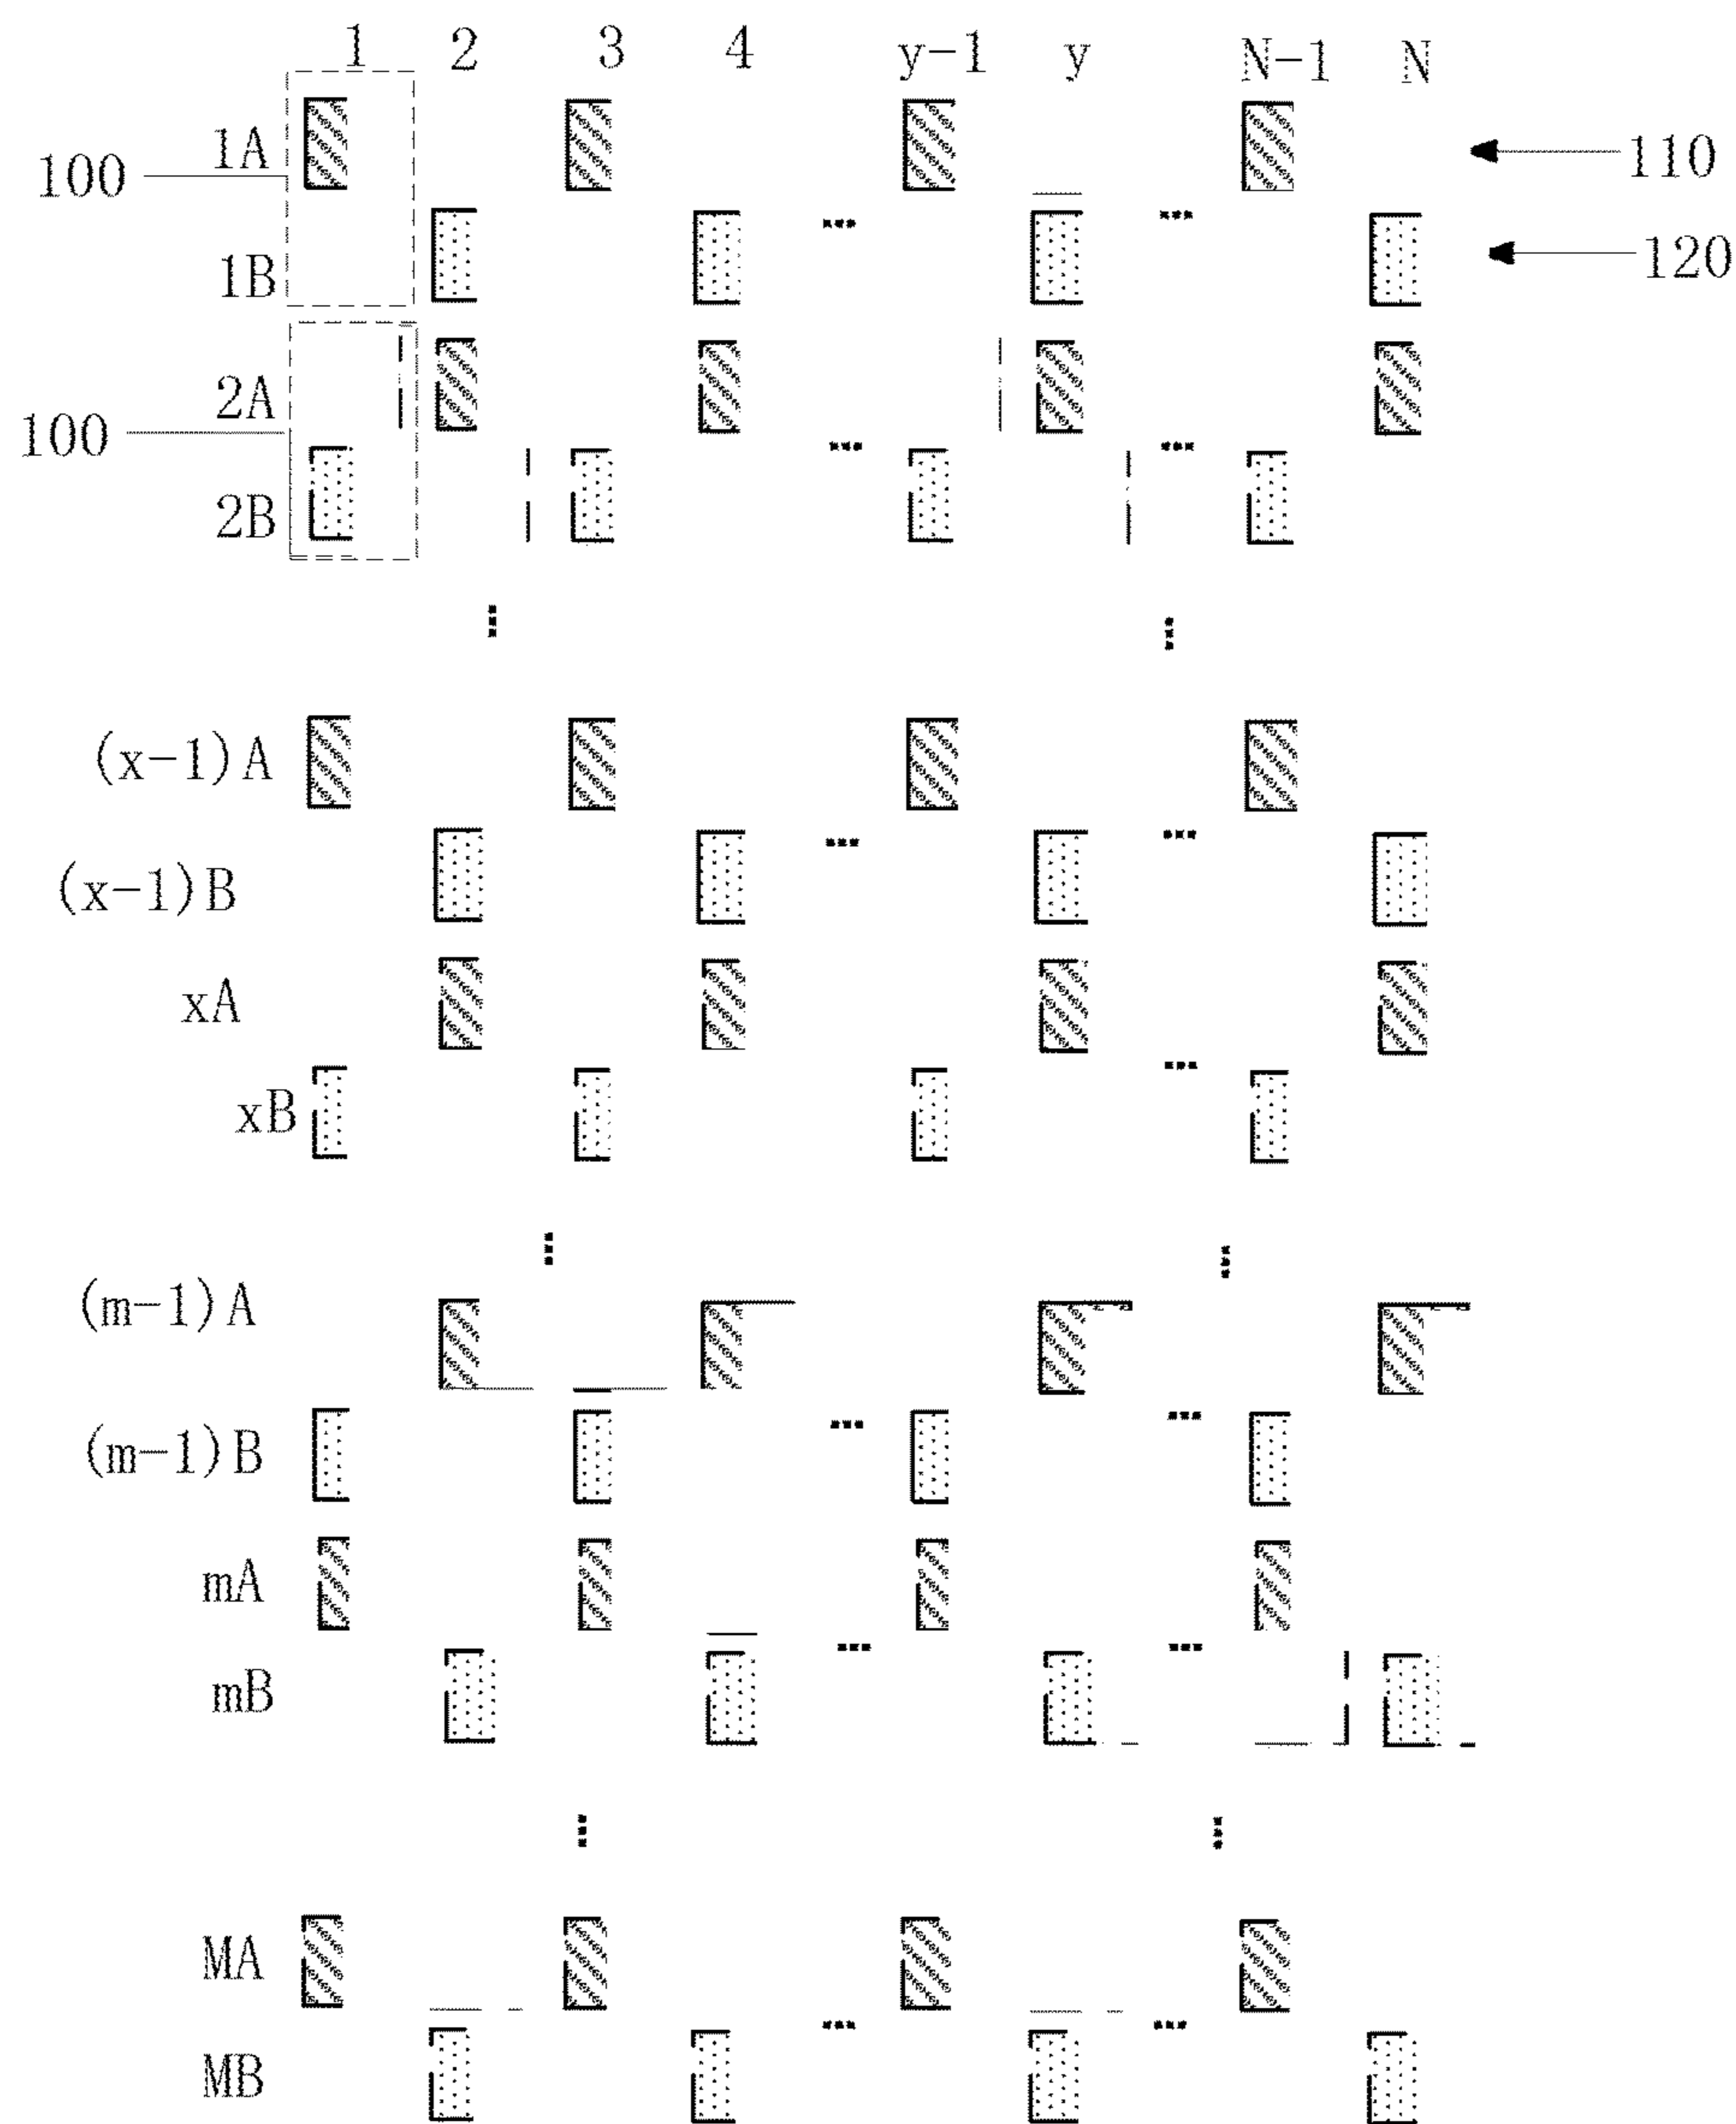 1 2 3 4 y-1 y N-1 N
1A
100
110
1B
120
2A
100
2B
(x-1)A
(x-1)B
xA
xB
(m-1)A
(m-1)B
mA
mB
MA
MB